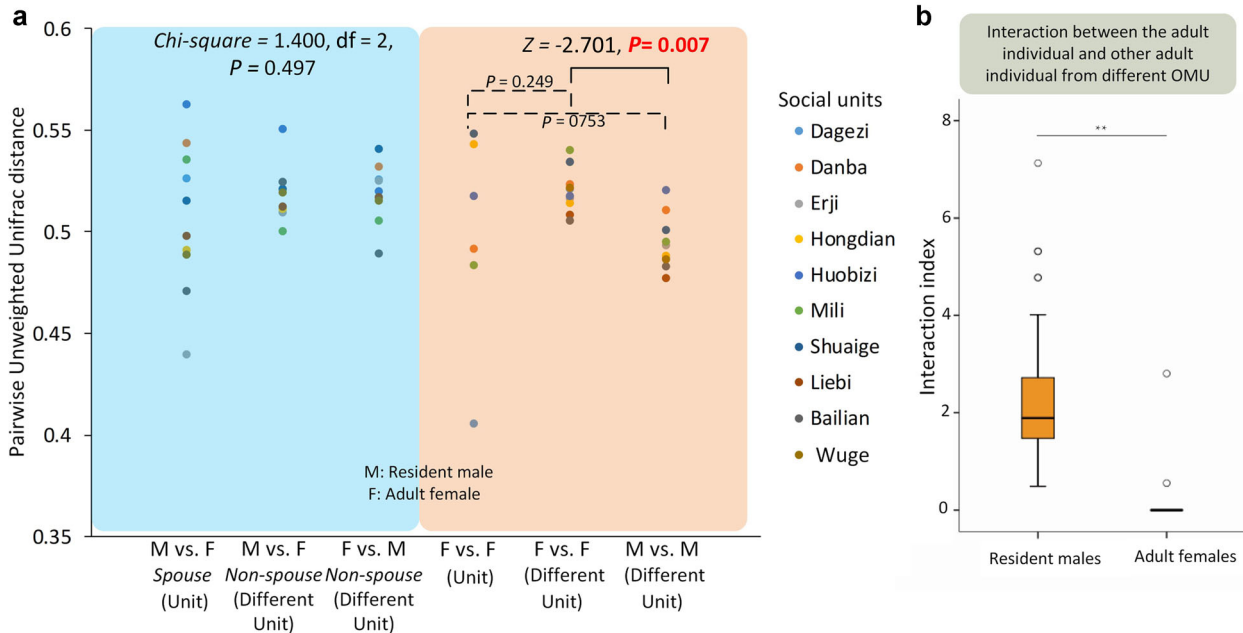 a
Pairwise Unweighted Unifrac distance
0.6
0.55
0.5
0.45
0.4
0.35
Chi-square = 1.400, df = 2,
P = 0.497
Z = -2.701, P= 0.007
P = 0.249
P = 0753
M: Resident male
F: Adult female
M vs. F
Spouse
(Unit)
M vs. F
Non-spouse
(Different
Unit)
F vs. M
Non-spouse
(Different
Unit)
F vs. F
(Unit)
F vs. F
(Different
Unit)
M vs. M
(Different
Unit)
Social units
Dagezi
Danba
Erji
Hongdian
Huobizi
Mili
Shuaige
Liebi
Bailian
Wuge
b
Interaction between the adult
individual and other adult
individual from different OMU
Interaction index
8
6
4
2
0
**
Resident males
Adult females